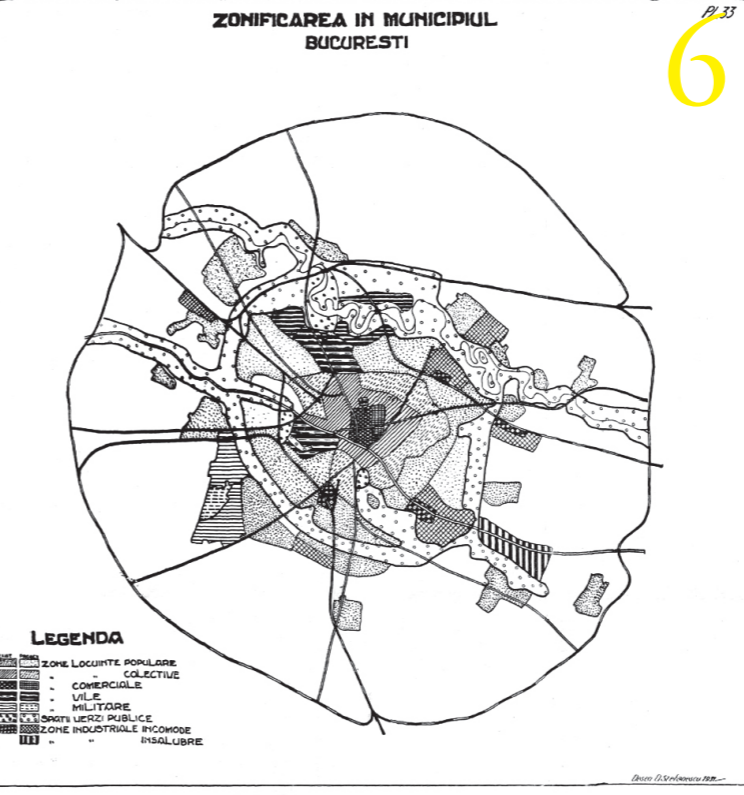 Pl 33
ZONIFICAREA IN MUNICIPIUL
BUCURESTI
6
LEGENDA
ZONE LOCUINTE POPULARE
" " COLECTIVE
" COMERCIALE
" VILE
" MILITARE
SPATII VERZI PUBLICE
ZONE INDUSTRIALE INCOMODE
" " INSALUBRE